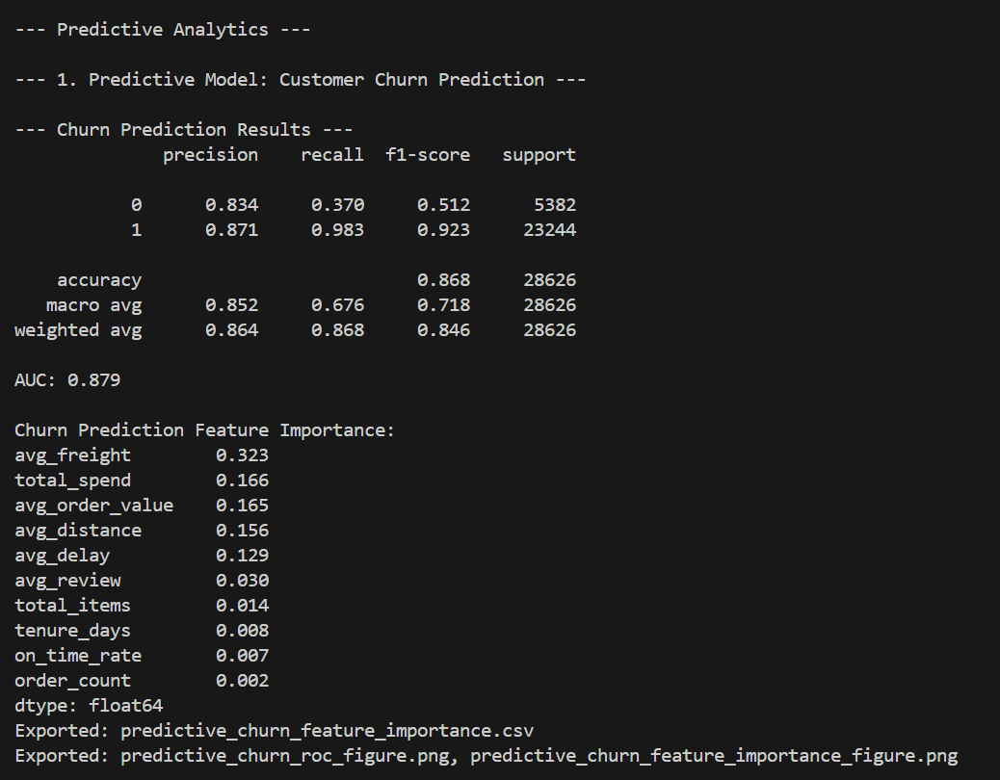 --- Predictive Analytics ---
--- 1. Predictive Model: Customer Churn Prediction ---
--- Churn Prediction Results ---
              precision    recall  f1-score   support
           0      0.834     0.370     0.512      5382
           1      0.871     0.983     0.923     23244
    accuracy                          0.868     28626
   macro avg      0.852     0.676     0.718     28626
weighted avg      0.864     0.868     0.846     28626
AUC: 0.879
Churn Prediction Feature Importance:
avg_freight        0.323
total_spend        0.166
avg_order_value    0.165
avg_distance       0.156
avg_delay          0.129
avg_review         0.030
total_items        0.014
tenure_days        0.008
on_time_rate       0.007
order_count        0.002
dtype: float64
Exported: predictive_churn_feature_importance.csv
Exported: predictive_churn_roc_figure.png, predictive_churn_feature_importance_figure.png